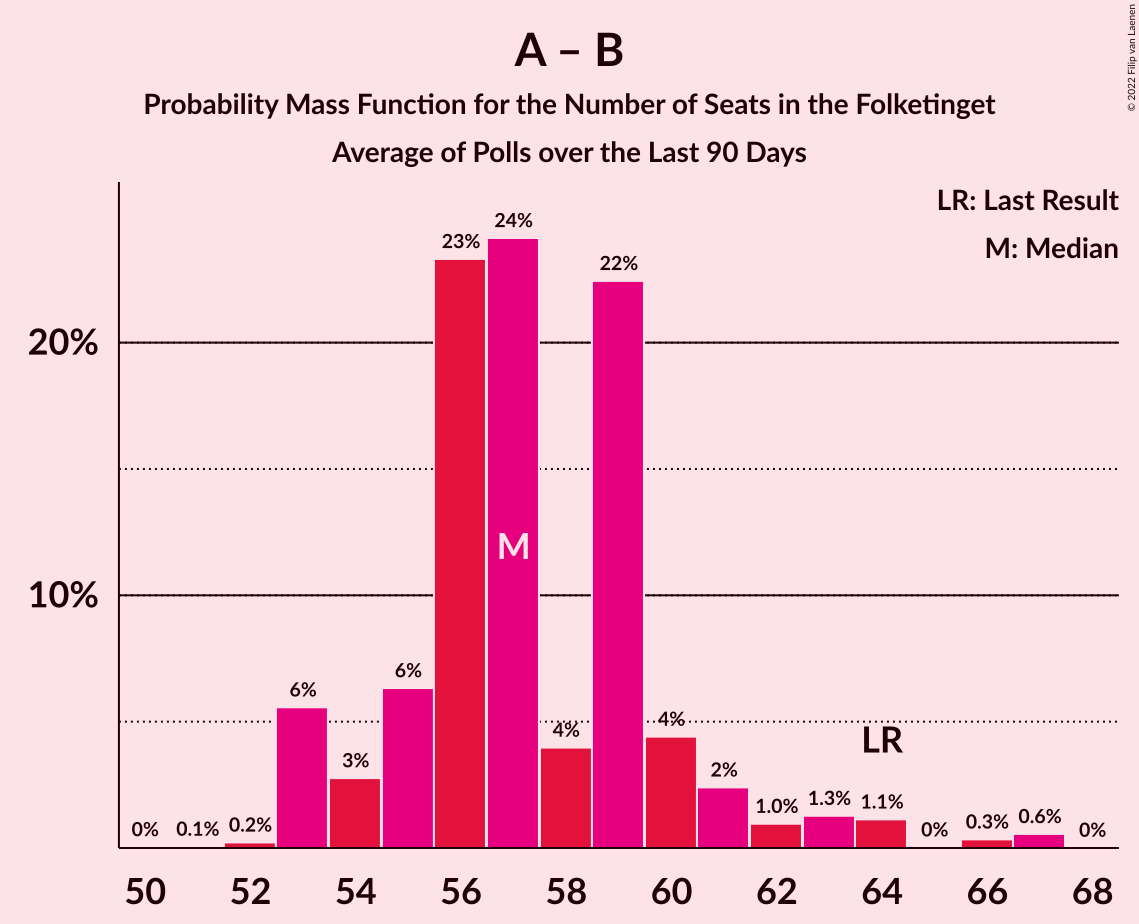 A – B
Probability Mass Function for the Number of Seats in the Folketinget
Average of Polls over the Last 90 Days
© 2022 Filip van Laenen
LR: Last Result
M: Median
20%
10%
0%
0.1%
0.2%
6%
3%
6%
23%
24%
4%
22%
4%
2%
1.0%
1.3%
1.1%
0%
0.3%
0.6%
0%
M
LR
50 52 54 56 58 60 62 64 66 68